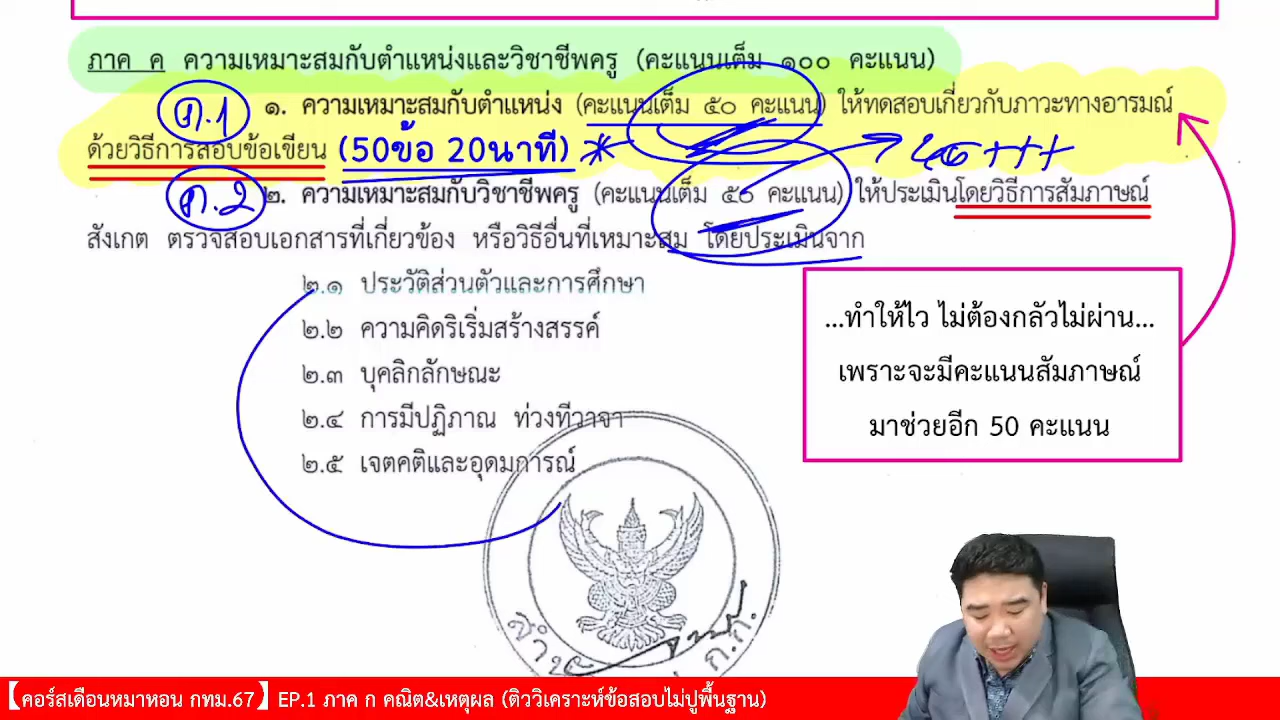 ภาค ค ความเหมาะสมกับตำแหน่งและวิชาชีพครู (คะแนนเต็ม ๑๐๐ คะแนน)
ค.1 ๑. ความเหมาะสมกับตำแหน่ง (คะแนนเต็ม ๕๐ คะแนน) ให้ทดสอบเกี่ยวกับภาวะทางอารมณ์
ด้วยวิธีการสอบข้อเขียน (50ข้อ 20นาที)
ค.2 ๒. ความเหมาะสมกับวิชาชีพครู (คะแนนเต็ม ๕๐ คะแนน) ให้ประเมินโดยวิธีการสัมภาษณ์
สังเกต ตรวจสอบเอกสารที่เกี่ยวข้อง หรือวิธีอื่นที่เหมาะสม โดยประเมินจาก
๒.๑ ประวัติส่วนตัวและการศึกษา
๒.๒ ความคิดริเริ่มสร้างสรรค์
๒.๓ บุคลิกลักษณะ
๒.๔ การมีปฏิภาณ ท่วงทีวาจา
๒.๕ เจตคติและอุดมการณ์
...ทำให้ไว ไม่ต้องกลัวไม่ผ่าน...
เพราะจะมีคะแนนสัมภาษณ์
มาช่วยอีก 50 คะแนน
【คอร์สเดือนหมาหอน กทม.67】 EP.1 ภาค ก คณิต&เหตุผล (ติววิเคราะห์ข้อสอบไม่ปูพื้นฐาน)